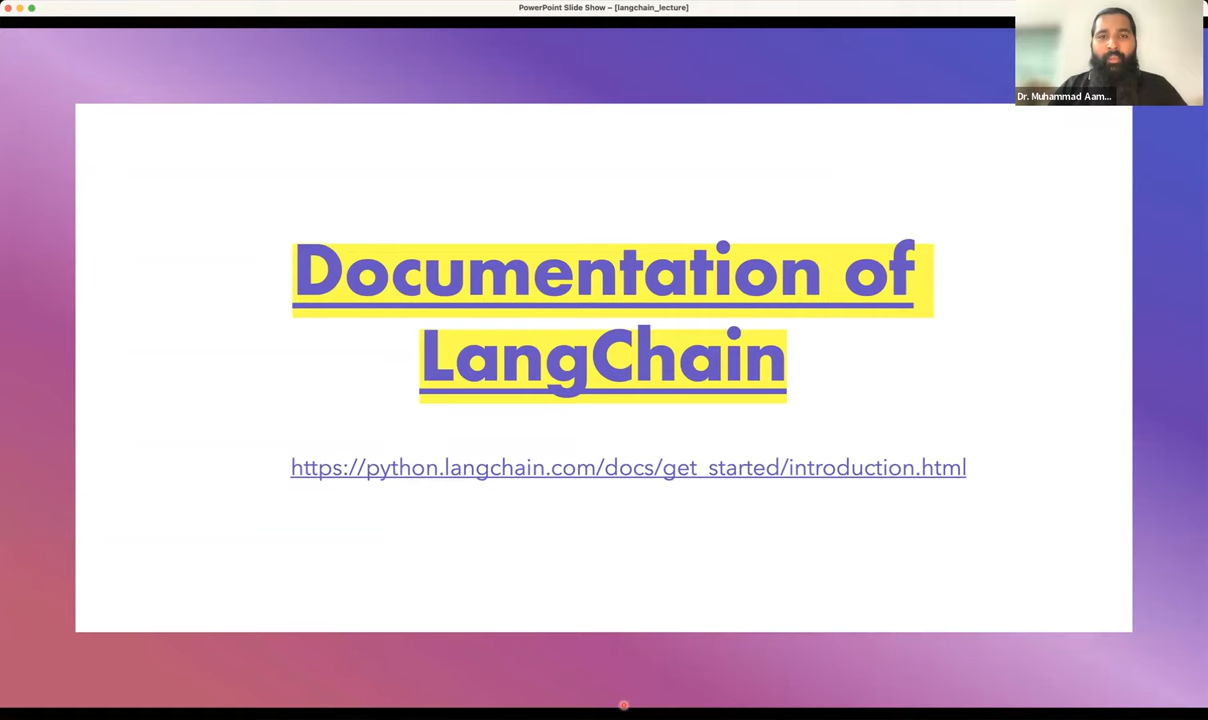 PowerPoint Slide Show – [langchain_lecture]
Dr. Muhammad Aam...
Documentation of
LangChain
https://python.langchain.com/docs/get_started/introduction.html